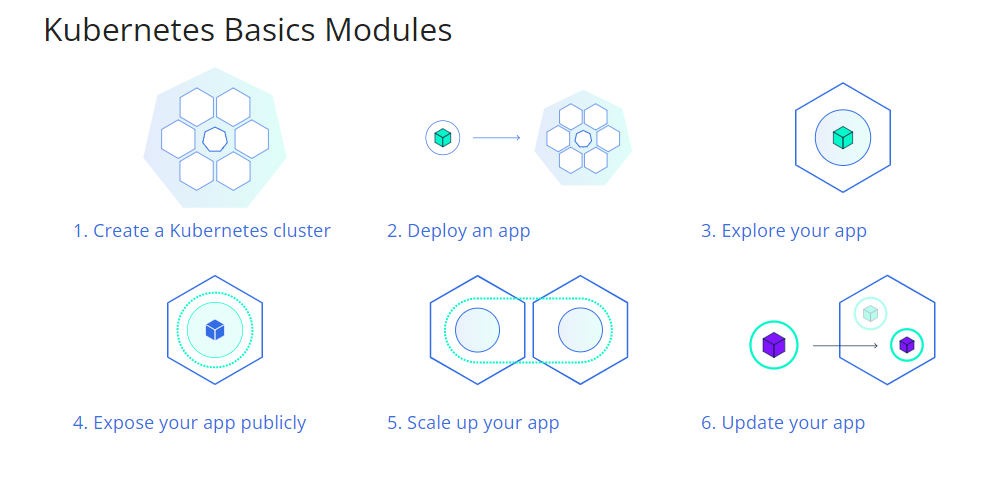 Kubernetes Basics Modules
1. Create a Kubernetes cluster
2. Deploy an app
3. Explore your app
4. Expose your app publicly
5. Scale up your app
6. Update your app